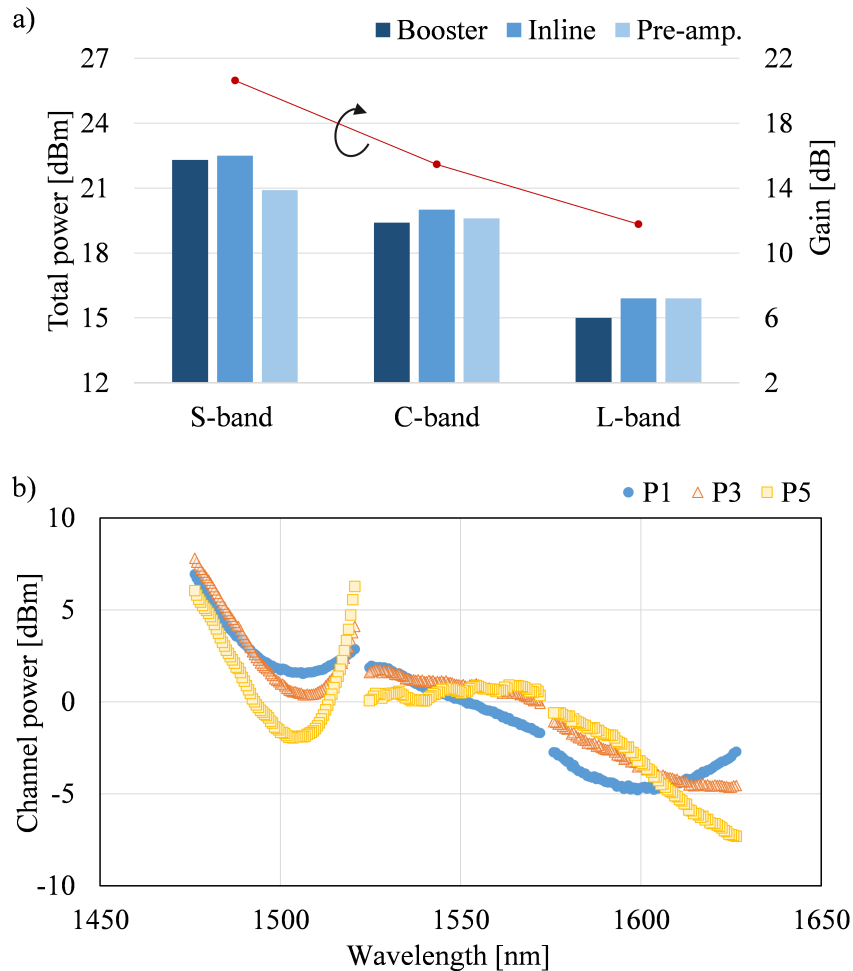 a)
Booster Inline Pre-amp.
Total power [dBm]
27
24
21
18
15
12
22
18
14
10
6
2
Gain [dB]
S-band C-band L-band
b)
P1 P3 P5
Channel power [dBm]
10
5
0
-5
-10
1450 1500 1550 1600 1650
Wavelength [nm]